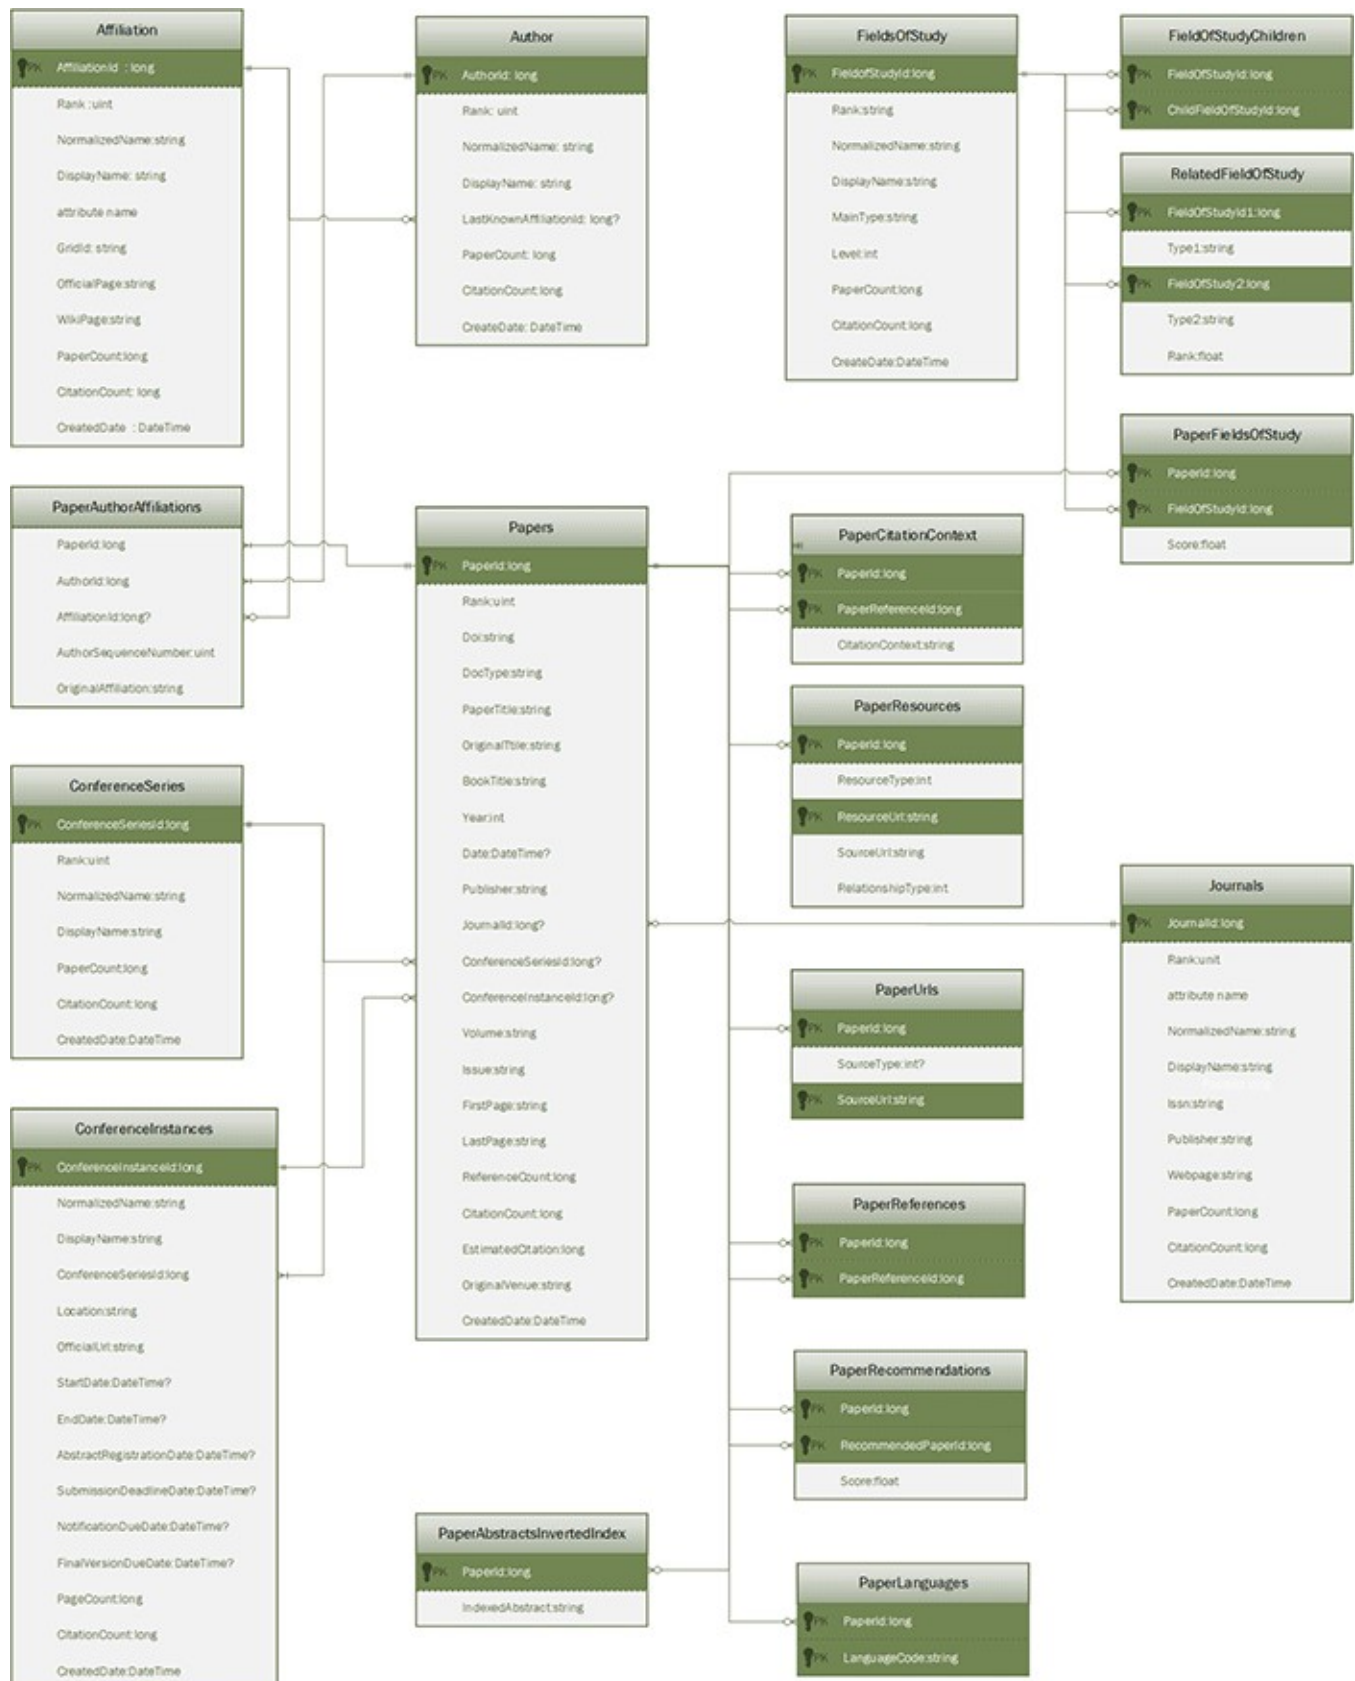 Affiliation
PK AffiliationId : long
Rank :uint
NormalizedName:string
DisplayName: string
attribute name
GridId: string
OfficialPage:string
WikiPage:string
PaperCount:long
CitationCount: long
CreatedDate : DateTime
Author
PK AuthorId: long
Rank: uint
NormalizedName: string
DisplayName: string
LastKnownAffiliationId: long?
PaperCount: long
CitationCount:long
CreateDate: DateTime
FieldsOfStudy
PK FieldofStudyId:long
Rank:string
NormalizedName:string
DisplayName:string
MainType:string
Level:int
PaperCount:long
CitationCount:long
CreateDate:DateTime
FieldOfStudyChildren
PK FieldOfStudyId:long
PK ChildFieldOfStudyId:long
RelatedFieldOfStudy
PK FieldOfStudyId1:long
Type1:string
PK FieldOfStudy2:long
Type2:string
Rank:float
PaperFieldsOfStudy
PK PaperId:long
PK FieldOfStudyId:long
Score:float
PaperAuthorAffiliations
PaperId:long
AuthorId:long
AffiliationId:long?
AuthorSequenceNumber:uint
OriginalAffiliation:string
Papers
PK PaperId:long
Rank:uint
Doi:string
DocType:string
PaperTitle:string
OriginalTtile:string
BookTitle:string
Year:int
Date:DateTime?
Publisher:string
JournalId:long?
ConferenceSeriesId:long?
ConferenceInstanceId:long?
Volume:string
Issue:string
FirstPage:string
LastPage:string
ReferenceCount:long
CitationCount:long
EstimatedCitation:long
OriginalVenue:string
CreatedDate:DateTime
PaperCitationContext
PK PaperId:long
PK PaperReferenceId:long
CitationContext:string
PaperResources
PK PaperId:long
ResourceType:int
PK ResourceUrl:string
SourceUrl:string
RelationshipType:int
ConferenceSeries
PK ConferenceSeriesId:long
Rank:uint
NormalizedName:string
DisplayName:string
PaperCount:long
CitationCount:long
CreatedDate:DateTime
Journals
PK JournalId:long
Rank:unit
attribute name
NormalizedName:string
DisplayName:string
Issn:string
Publisher:string
Webpage:string
PaperCount:long
CitationCount:long
CreatedDate:DateTime
PaperUrls
PK PaperId:long
SourceType:int?
PK SourceUrl:string
ConferenceInstances
PK ConferenceInstanceId:long
NormalizedName:string
DisplayName:string
ConferenceSeriesId:long
Location:string
OfficialUrl:string
StartDate:DateTime?
EndDate:DateTime?
AbstractRegistrationDate:DateTime?
SubmissionDeadlineDate:DateTime?
NotificationDueDate:DateTime?
FinalVersionDueDate:DateTime?
PageCount:long
CitationCount:long
CreatedDate:DateTime
PaperReferences
PK PaperId:long
PK PaperReferenceId:long
PaperRecommendations
PK PaperId:long
PK RecommendedPaperId:long
Score:float
PaperAbstractsInvertedIndex
PK PaperId:long
IndexedAbstract:string
PaperLanguages
PK PaperId:long
PK LanguageCode:string